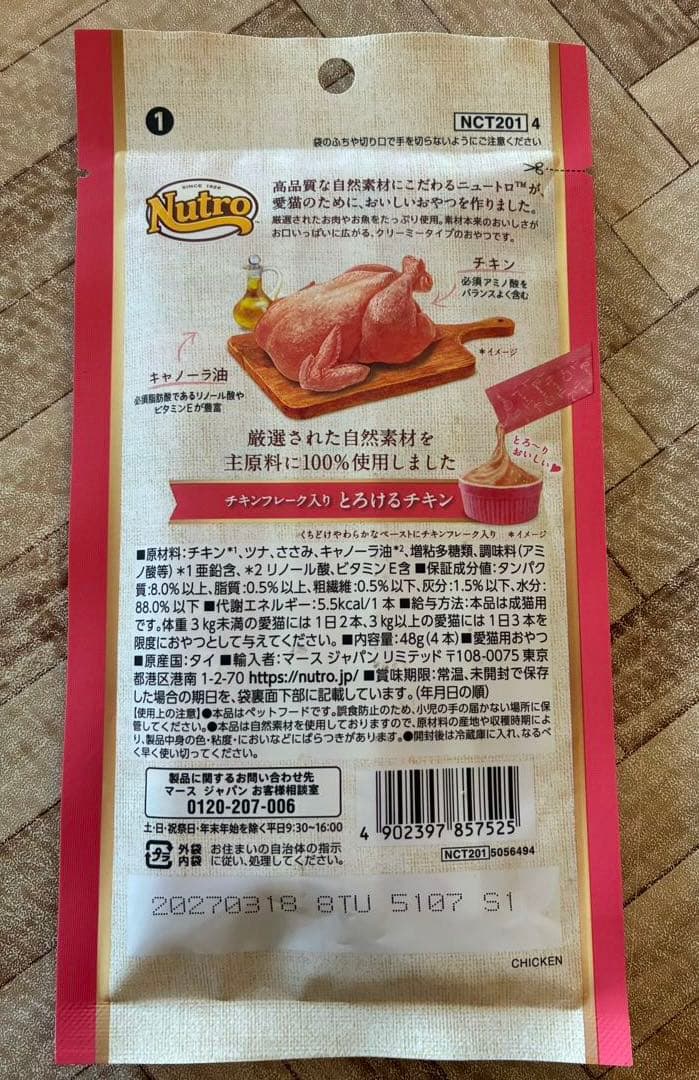 1
NCT201 4
袋のふちや切り口で手を切らないようにご注意ください
SINCE 1926
Nutro
高品質な自然素材にこだわるニュートロ™が、
愛猫のために、おいしいおやつを作りました。
厳選されたお肉やお魚をたっぷり使用。素材本来のおいしさが
お口いっぱいに広がる、クリーミータイプのおやつです。
チキン
必須アミノ酸を
バランスよく含む
*イメージ
キャノーラ油
必須脂肪酸であるリノール酸や
ビタミンEが豊富
厳選された自然素材を
主原料に100%使用しました
とろ〜り
おいしい
チキンフレーク入り とろけるチキン
くちどけやわらかなペーストにチキンフレーク入り *イメージ
■原材料:チキン*1、ツナ、ささみ、キャノーラ油*2、増粘多糖類、調味料(アミ
ノ酸等) *1 亜鉛含、*2 リノール酸、ビタミンE含 ■保証成分値:タンパク
質:8.0%以上、脂質:0.5%以上、粗繊維:0.5%以下、灰分:1.5%以下、水分:
88.0%以下 ■代謝エネルギー:5.5kcal/1本 ■給与方法:本品は成猫用
です。体重3kg未満の愛猫には1日2本、3kg以上の愛猫には1日3本を
限度におやつとして与えてください。■内容量:48g(4本)■愛猫用おやつ
■原産国:タイ ■輸入者:マース ジャパン リミテッド 〒108-0075 東京
都港区港南 1-2-70 https://nutro.jp/ ■賞味期限:常温、未開封で保存
した場合の期日を、袋裏面下部に記載しています。(年月日の順)
【使用上の注意】●本品はペットフードです。誤食防止のため、小児の手の届かない場所に保
管してください。●本品は自然素材を使用しておりますので、原材料の産地や収穫時期によ
り、製品中身の色・粘度・においなどにばらつきがあります。●開封後は冷蔵庫に入れ、なるべ
く早く使い切ってください。
製品に関するお問い合わせ先
マース ジャパン お客様相談室
0120-207-006
土・日・祝祭日・年末年始を除く平日9:30~16:00
プラ
外袋
内袋
お住まいの自治体の指示
に従い、処理してください。
4 902397 857525
NCT201 5056494
20270318 8TU 5107 S1
CHICKEN